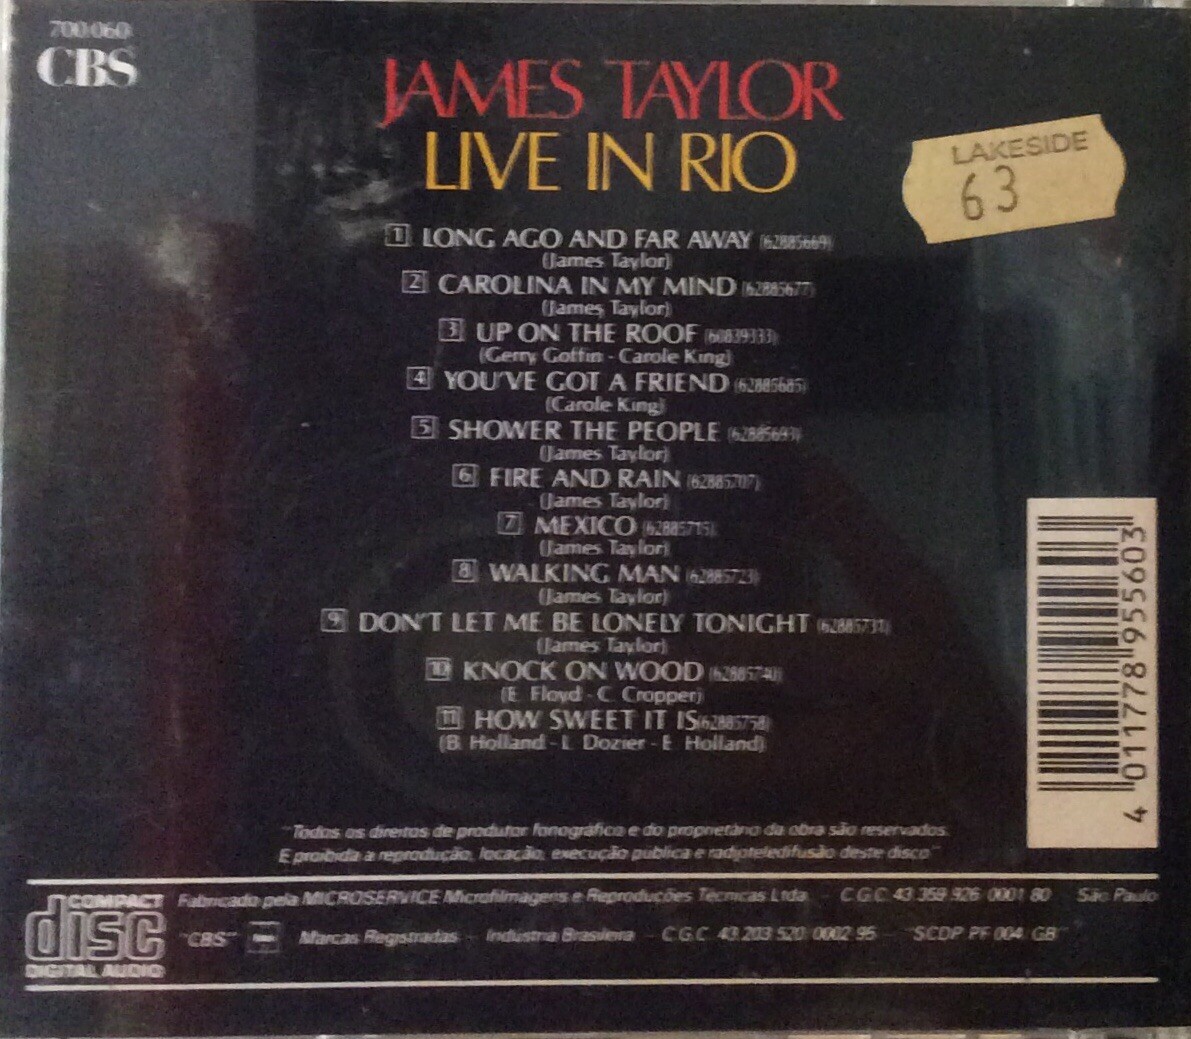 700.060
CBS
JAMES TAYLOR
LIVE IN RIO
LAKESIDE
63
1 LONG AGO AND FAR AWAY (62885669)
(James Taylor)
2 CAROLINA IN MY MIND (62885677)
(James Taylor)
3 UP ON THE ROOF (60839333)
(Gerry Goffin - Carole King)
4 YOU'VE GOT A FRIEND (62885685)
(Carole King)
5 SHOWER THE PEOPLE (62885693)
(James Taylor)
6 FIRE AND RAIN (62885707)
(James Taylor)
7 MEXICO (62885715)
(James Taylor)
8 WALKING MAN (62885723)
(James Taylor)
9 DON'T LET ME BE LONELY TONIGHT (62885731)
(James Taylor)
10 KNOCK ON WOOD (62885740)
(E. Floyd - C. Cropper)
11 HOW SWEET IT IS (62885758)
(B. Holland - L. Dozier - E. Holland)
4 011778 955603
"Todos os direitos de produtor fonográfico e do proprietário da obra são reservados.
É proibida a reprodução, locação, execução pública e radioteledifusão deste disco"
COMPACT
disc
DIGITAL AUDIO
Fabricado pela MICROSERVICE Microfilmagens e Reproduções Técnicas Ltda. - C.G.C. 43.359.926/0001-80 São Paulo
"CBS" Marcas Registradas - Indústria Brasileira - C.G.C. 43.203.520/0002-95 - "SCDP PF 004/GB"